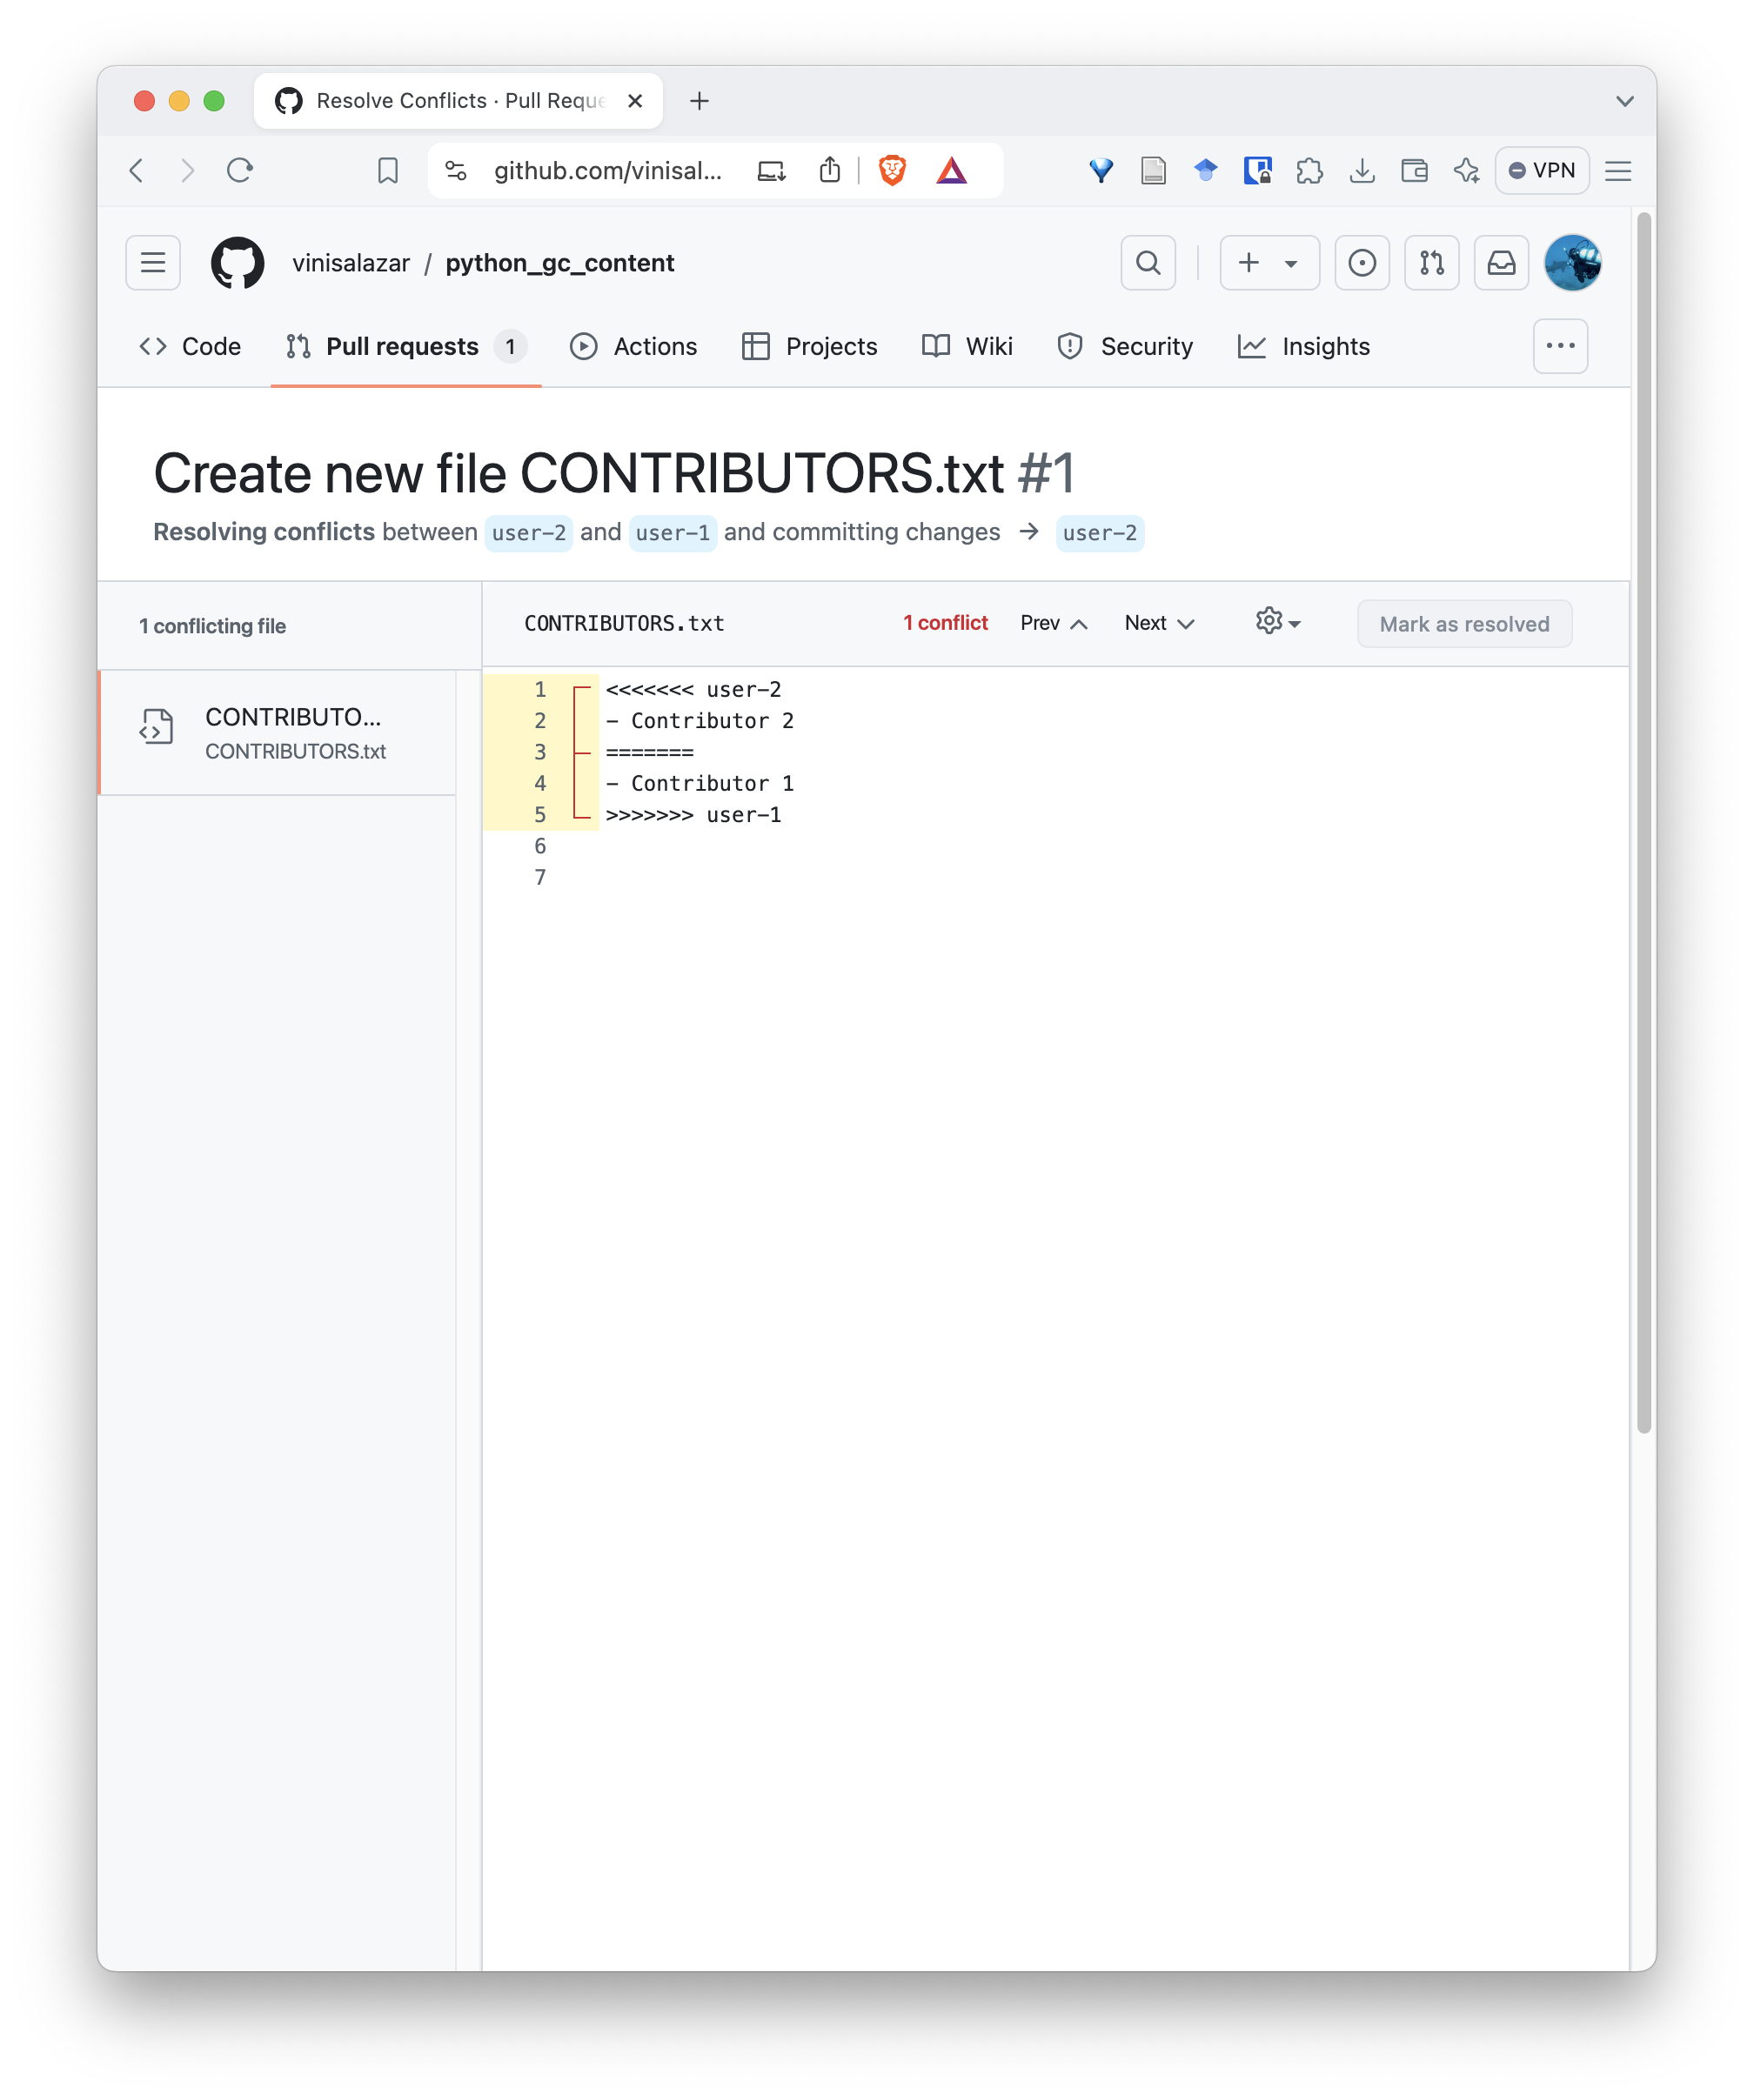 Resolve Conflicts · Pull Reque
github.com/vinisal...
VPN
vinisalazar / python_gc_content
Code
Pull requests 1
Actions
Projects
Wiki
Security
Insights
Create new file CONTRIBUTORS.txt #1
Resolving conflicts between user-2 and user-1 and committing changes → user-2
1 conflicting file
CONTRIBUTORS.txt
1 conflict
Prev
Next
Mark as resolved
CONTRIBUTO...
CONTRIBUTORS.txt
1 <<<<<<< user-2
2 - Contributor 2
3 =======
4 - Contributor 1
5 >>>>>>> user-1
6
7